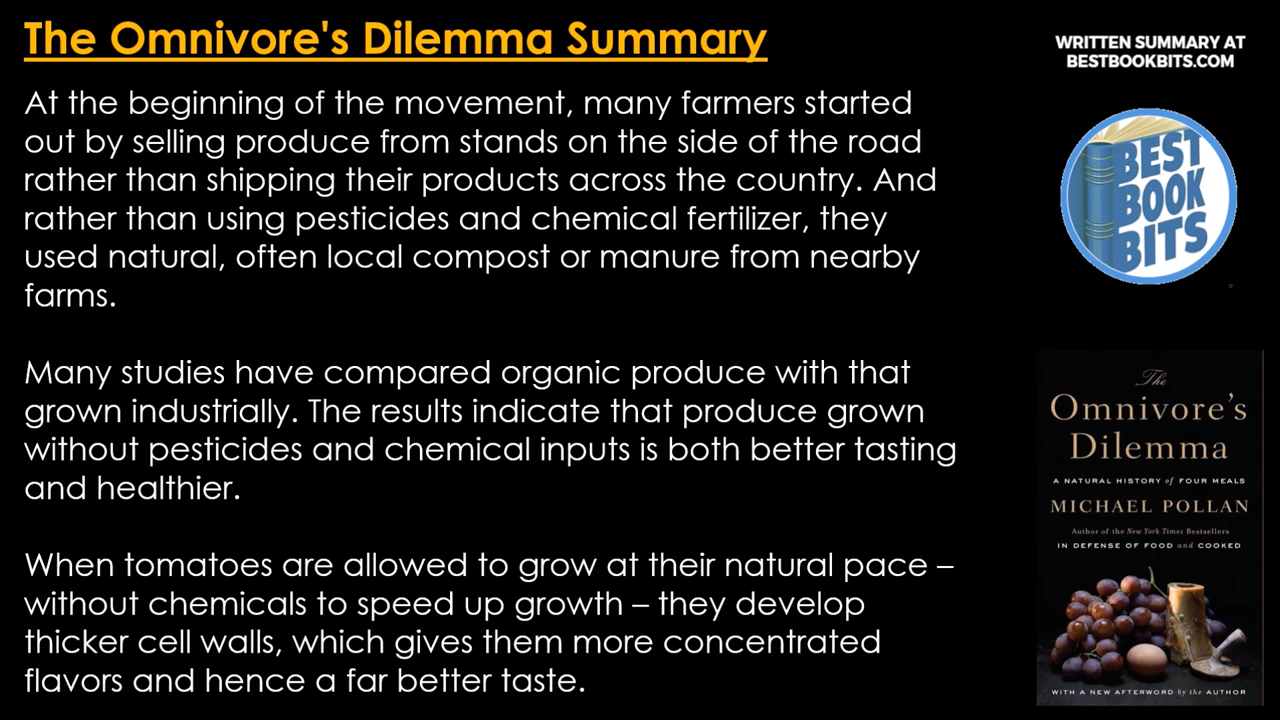 The Omnivore's Dilemma Summary
At the beginning of the movement, many farmers started
out by selling produce from stands on the side of the road
rather than shipping their products across the country. And
rather than using pesticides and chemical fertilizer, they
used natural, often local compost or manure from nearby
farms.
Many studies have compared organic produce with that
grown industrially. The results indicate that produce grown
without pesticides and chemical inputs is both better tasting
and healthier.
When tomatoes are allowed to grow at their natural pace –
without chemicals to speed up growth – they develop
thicker cell walls, which gives them more concentrated
flavors and hence a far better taste.
WRITTEN SUMMARY AT
BESTBOOKBITS.COM
BEST
BOOK
BITS
The
Omnivore's
Dilemma
A NATURAL HISTORY of FOUR MEALS
MICHAEL POLLAN
Author of the New York Times Bestsellers
IN DEFENSE OF FOOD and COOKED
WITH A NEW AFTERWORD by the AUTHOR